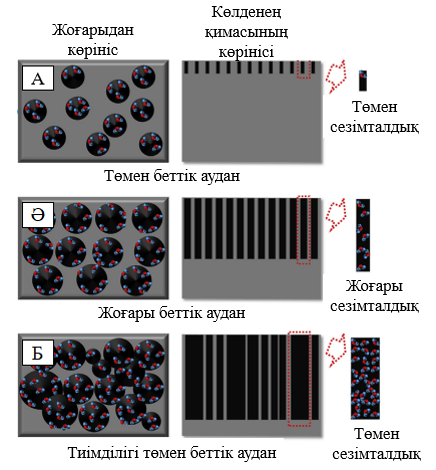 Жоғарыдан
көрініс
Көлденең
қимасының
көрінісі
А
Төмен
сезімталдық
Төмен беттік аудан
Ә
Жоғары
сезімталдық
Жоғары беттік аудан
Б
Төмен
сезімталдық
Тиімділігі төмен беттік аудан